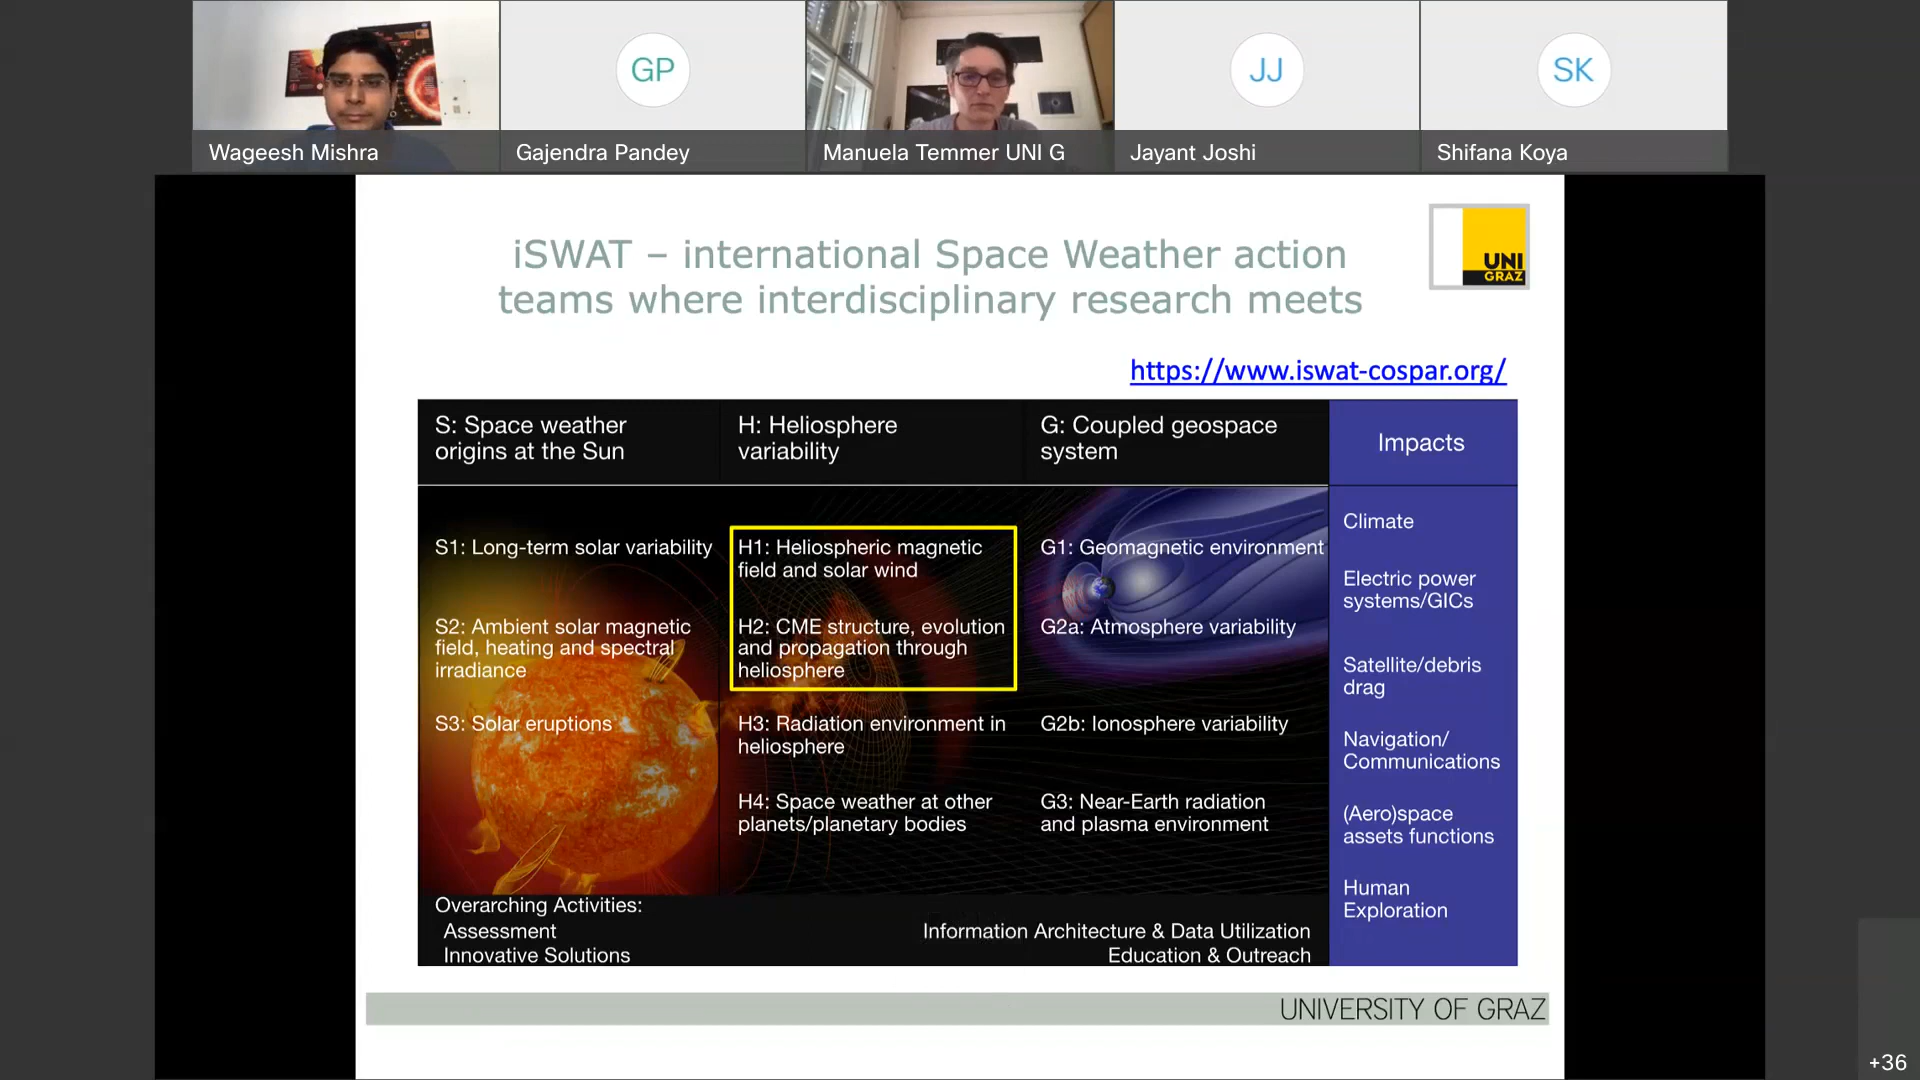 GP
JJ
SK
Wageesh Mishra
Gajendra Pandey
Manuela Temmer UNI G
Jayant Joshi
Shifana Koya
iSWAT – international Space Weather action
teams where interdisciplinary research meets
UNI
GRAZ
https://www.iswat-cospar.org/
S: Space weather
origins at the Sun
H: Heliosphere
variability
G: Coupled geospace
system
Impacts
S1: Long-term solar variability
S2: Ambient solar magnetic
field, heating and spectral
irradiance
S3: Solar eruptions
H1: Heliospheric magnetic
field and solar wind
H2: CME structure, evolution
and propagation through
heliosphere
H3: Radiation environment in
heliosphere
H4: Space weather at other
planets/planetary bodies
G1: Geomagnetic environment
G2a: Atmosphere variability
G2b: Ionosphere variability
G3: Near-Earth radiation
and plasma environment
Climate
Electric power
systems/GICs
Satellite/debris
drag
Navigation/
Communications
(Aero)space
assets functions
Human
Exploration
Overarching Activities:
Assessment
Innovative Solutions
Information Architecture & Data Utilization
Education & Outreach
UNIVERSITY OF GRAZ
+36